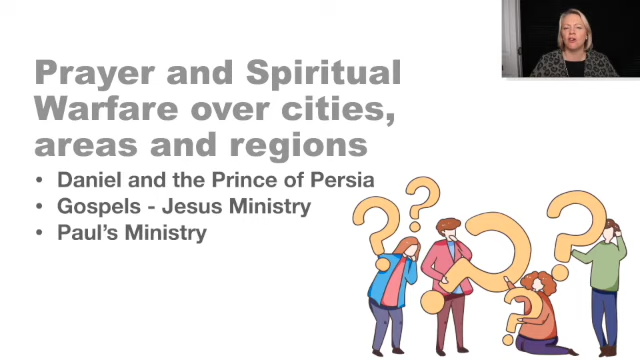 Prayer and Spiritual
Warfare over cities,
areas and regions
• Daniel and the Prince of Persia
• Gospels - Jesus Ministry
• Paul's Ministry